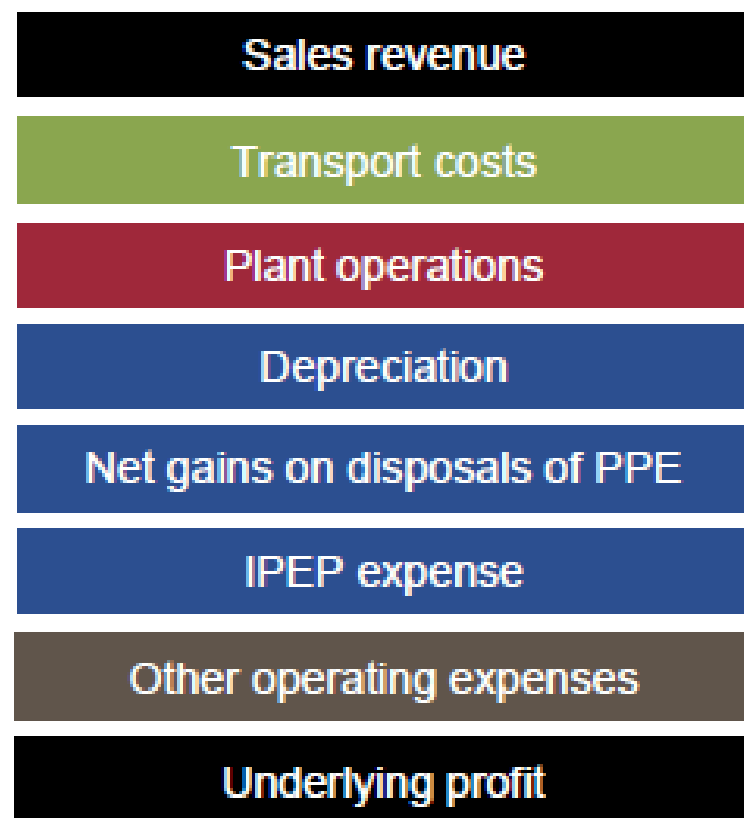 Sales revenue
Transport costs
Plant operations
Depreciation
Net gains on disposals of PPE
IPEP expense
Other operating expenses
Underlying profit